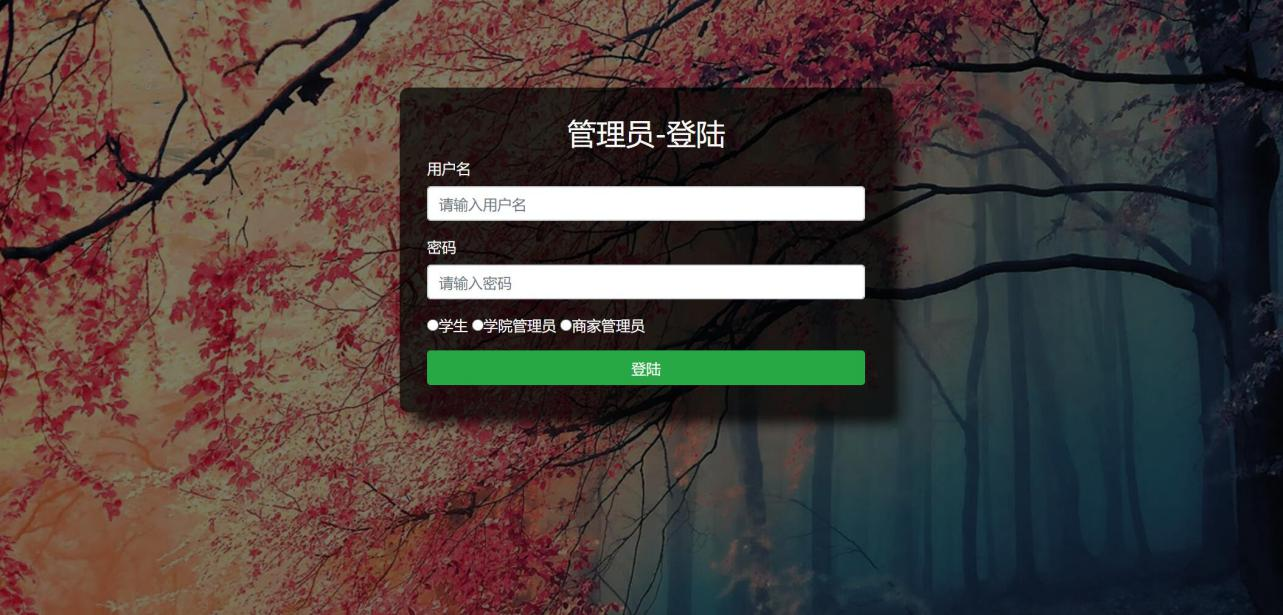 管理员-登陆
用户名
请输入用户名
密码
请输入密码
学生 学院管理员 商家管理员
登陆